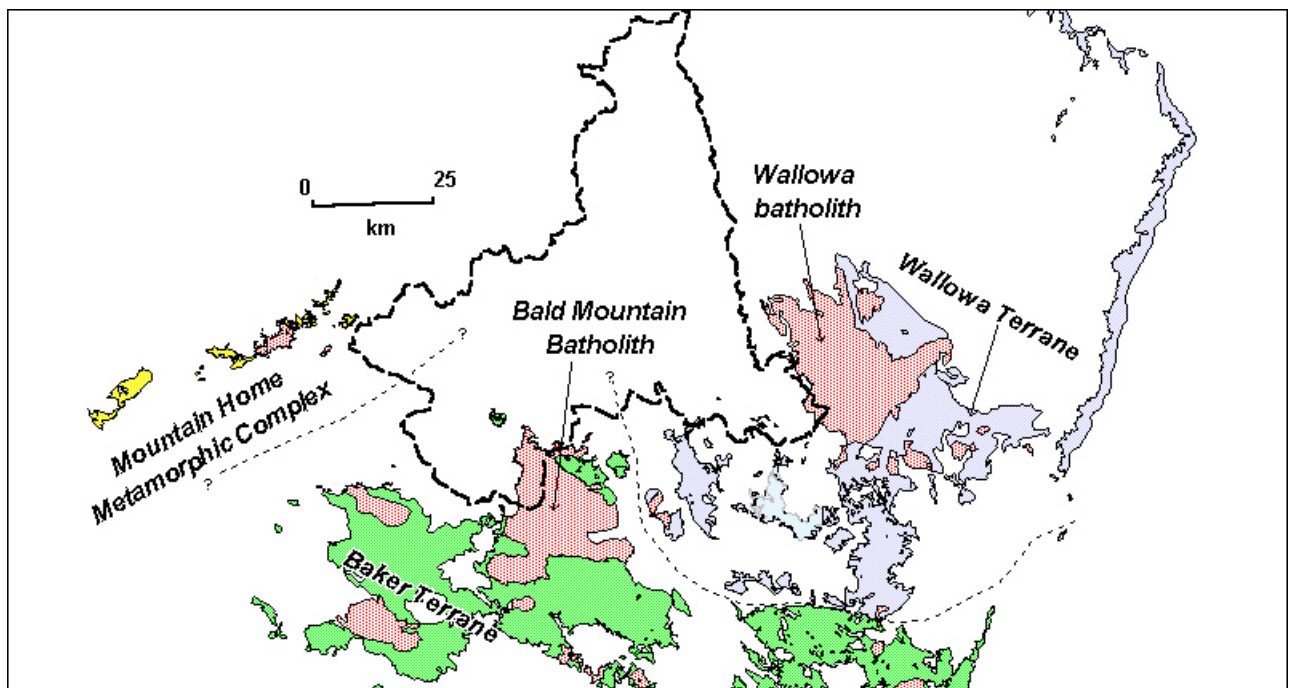 0 25
km
Wallowa
batholith
Wallowa Terrane
Bald Mountain
Batholith
?
?
Mountain Home
Metamorphic Complex
?
Baker Terrane